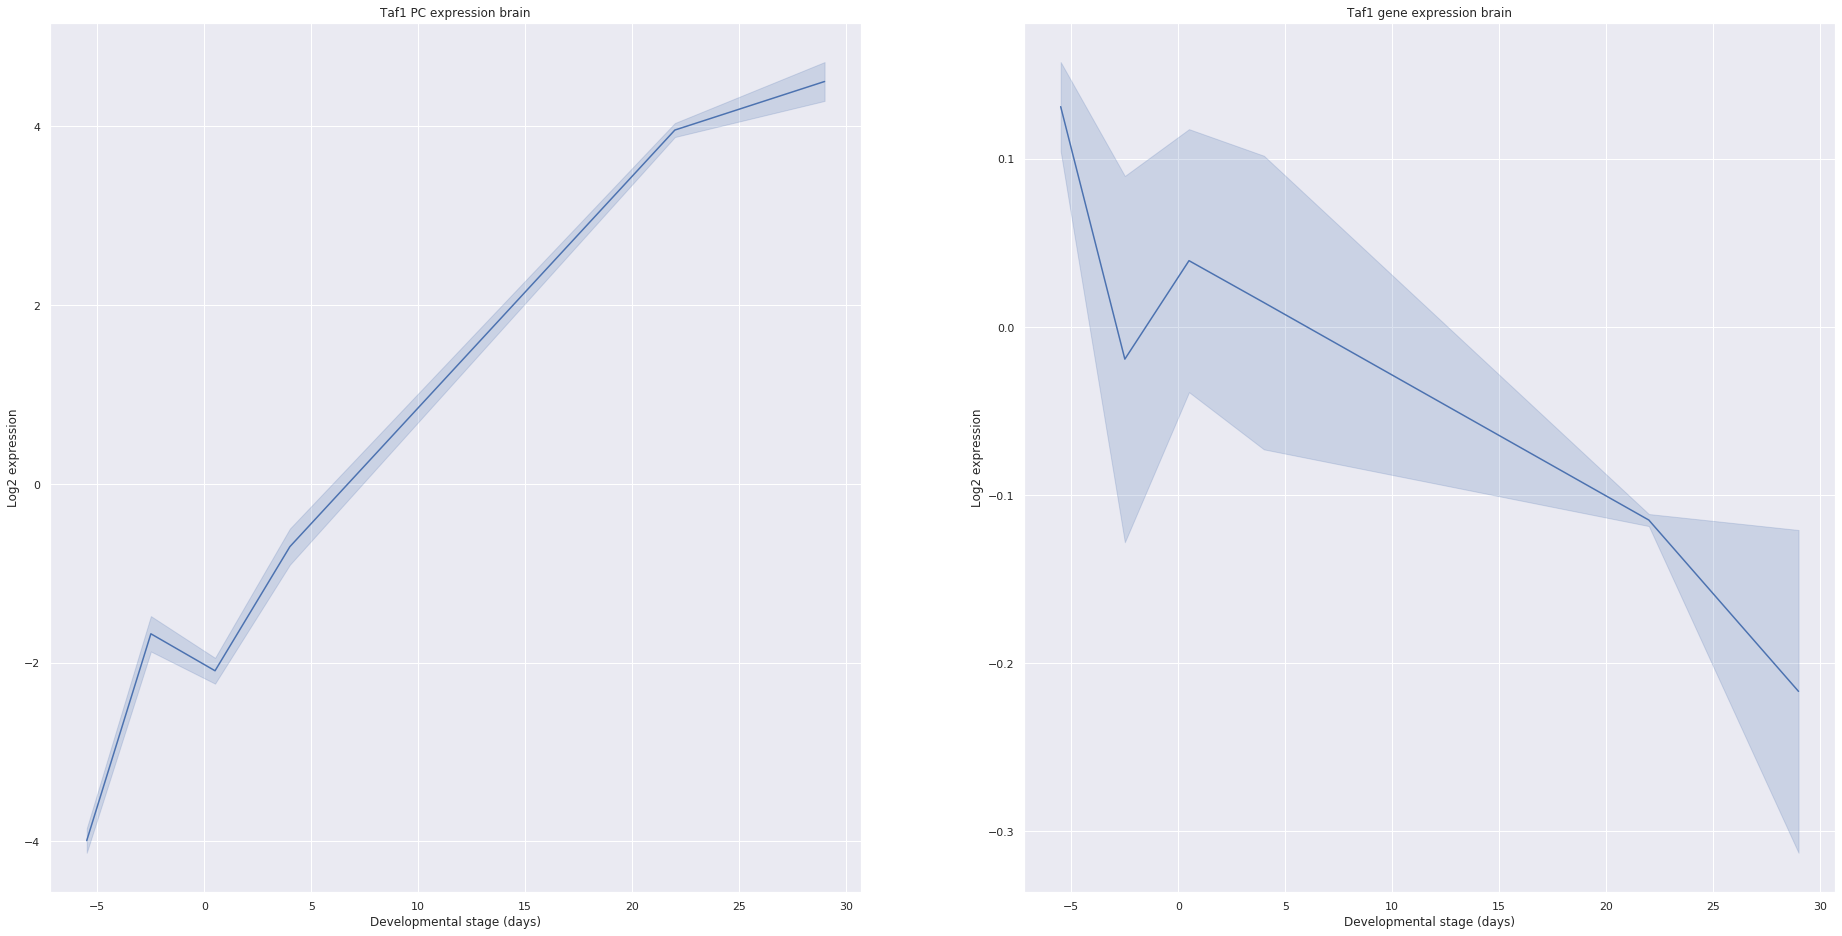 Taf1 PC expression brain
Log2 expression
4
2
0
−2
−4
−5 0 5 10 15 20 25 30
Developmental stage (days)
Taf1 gene expression brain
Log2 expression
0.1
0.0
−0.1
−0.2
−0.3
−5 0 5 10 15 20 25 30
Developmental stage (days)